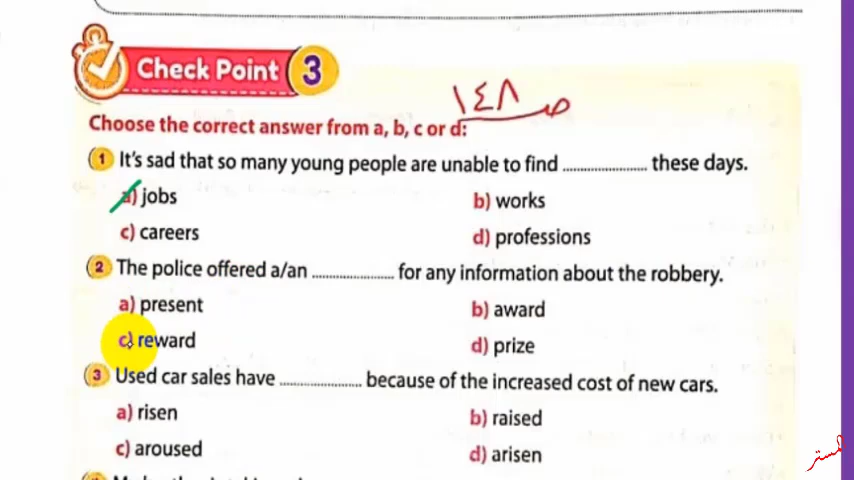 Check Point 3
ص ١٤٨
Choose the correct answer from a, b, c or d:
1 It's sad that so many young people are unable to find ..................... these days.
a) jobs
b) works
c) careers
d) professions
2 The police offered a/an .................... for any information about the robbery.
a) present
b) award
c) reward
d) prize
3 Used car sales have .................... because of the increased cost of new cars.
a) risen
b) raised
c) aroused
d) arisen